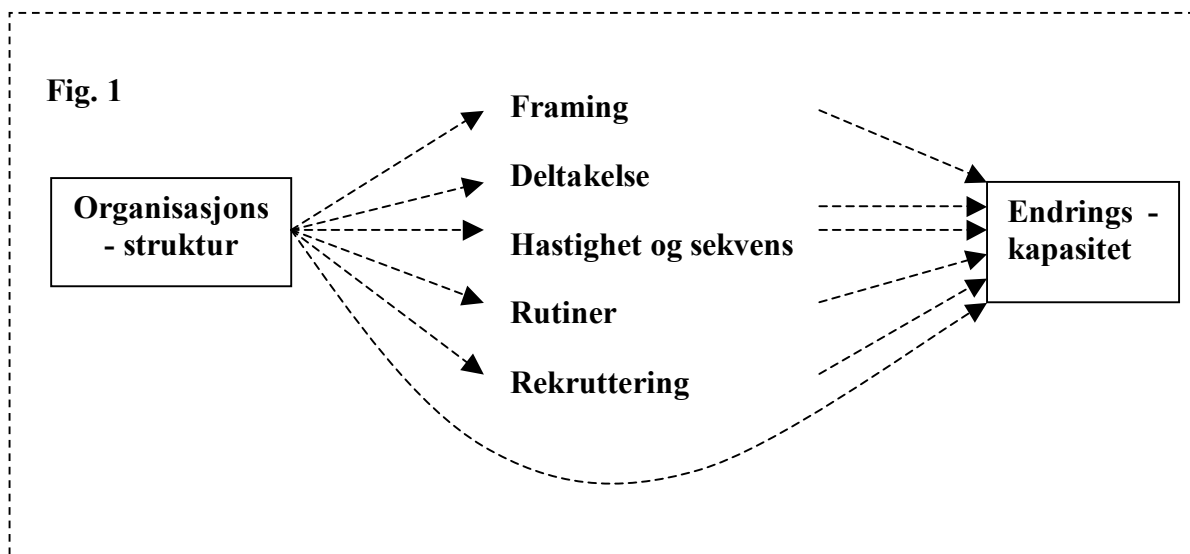 Fig. 1
Organisasjons
- struktur
Framing
Deltakelse
Hastighet og sekvens
Rutiner
Rekruttering
Endrings -
kapasitet